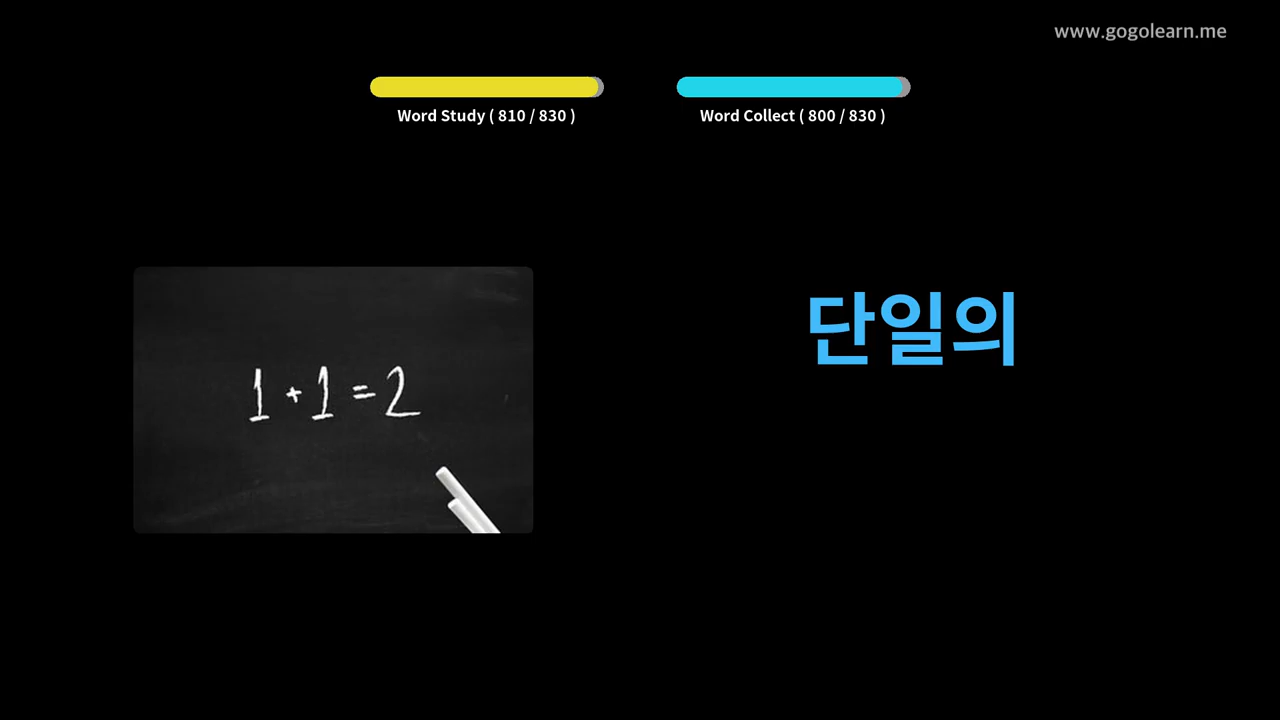 www.gogolearn.me
Word Study ( 810 / 830 )
Word Collect ( 800 / 830 )
단일의
1 + 1 = 2